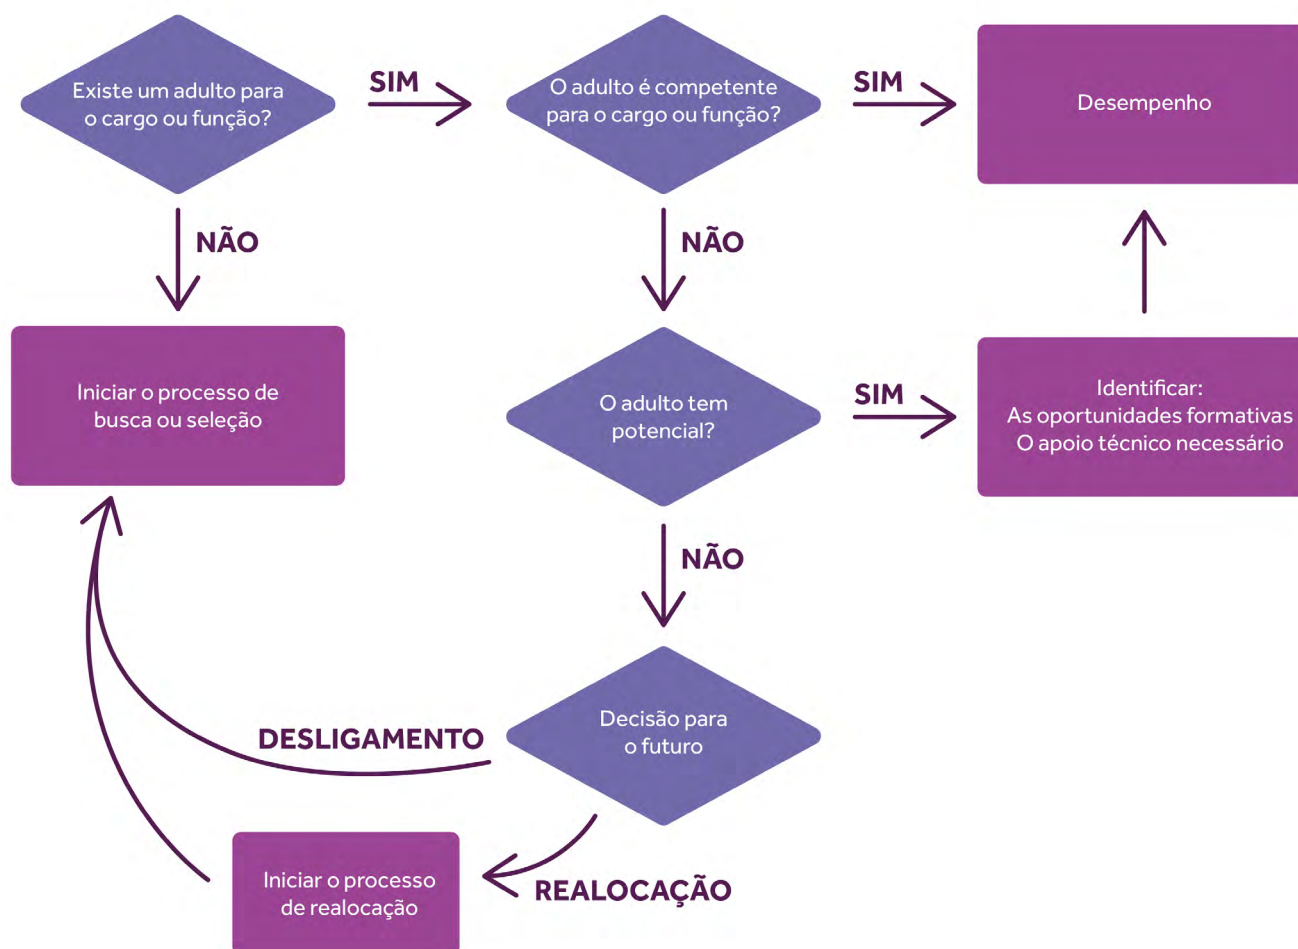 Existe um adulto para
o cargo ou função?
SIM
O adulto é competente
para o cargo ou função?
SIM
Desempenho
NÃO
NÃO
Iniciar o processo de
busca ou seleção
O adulto tem
potencial?
SIM
Identificar:
As oportunidades formativas
O apoio técnico necessário
NÃO
Decisão para
o futuro
DESLIGAMENTO
Iniciar o processo
de realocação
REALOCAÇÃO